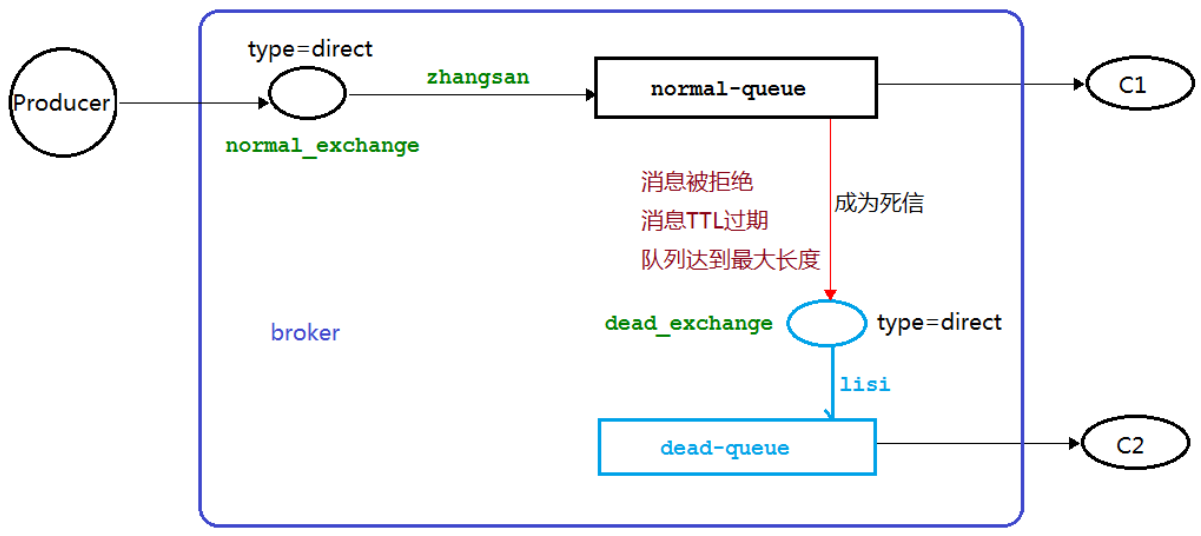 type=direct
Producer
zhangsan
normal-queue
C1
normal_exchange
消息被拒绝
消息TTL过期
队列达到最大长度
成为死信
broker
dead_exchange
type=direct
lisi
dead-queue
C2